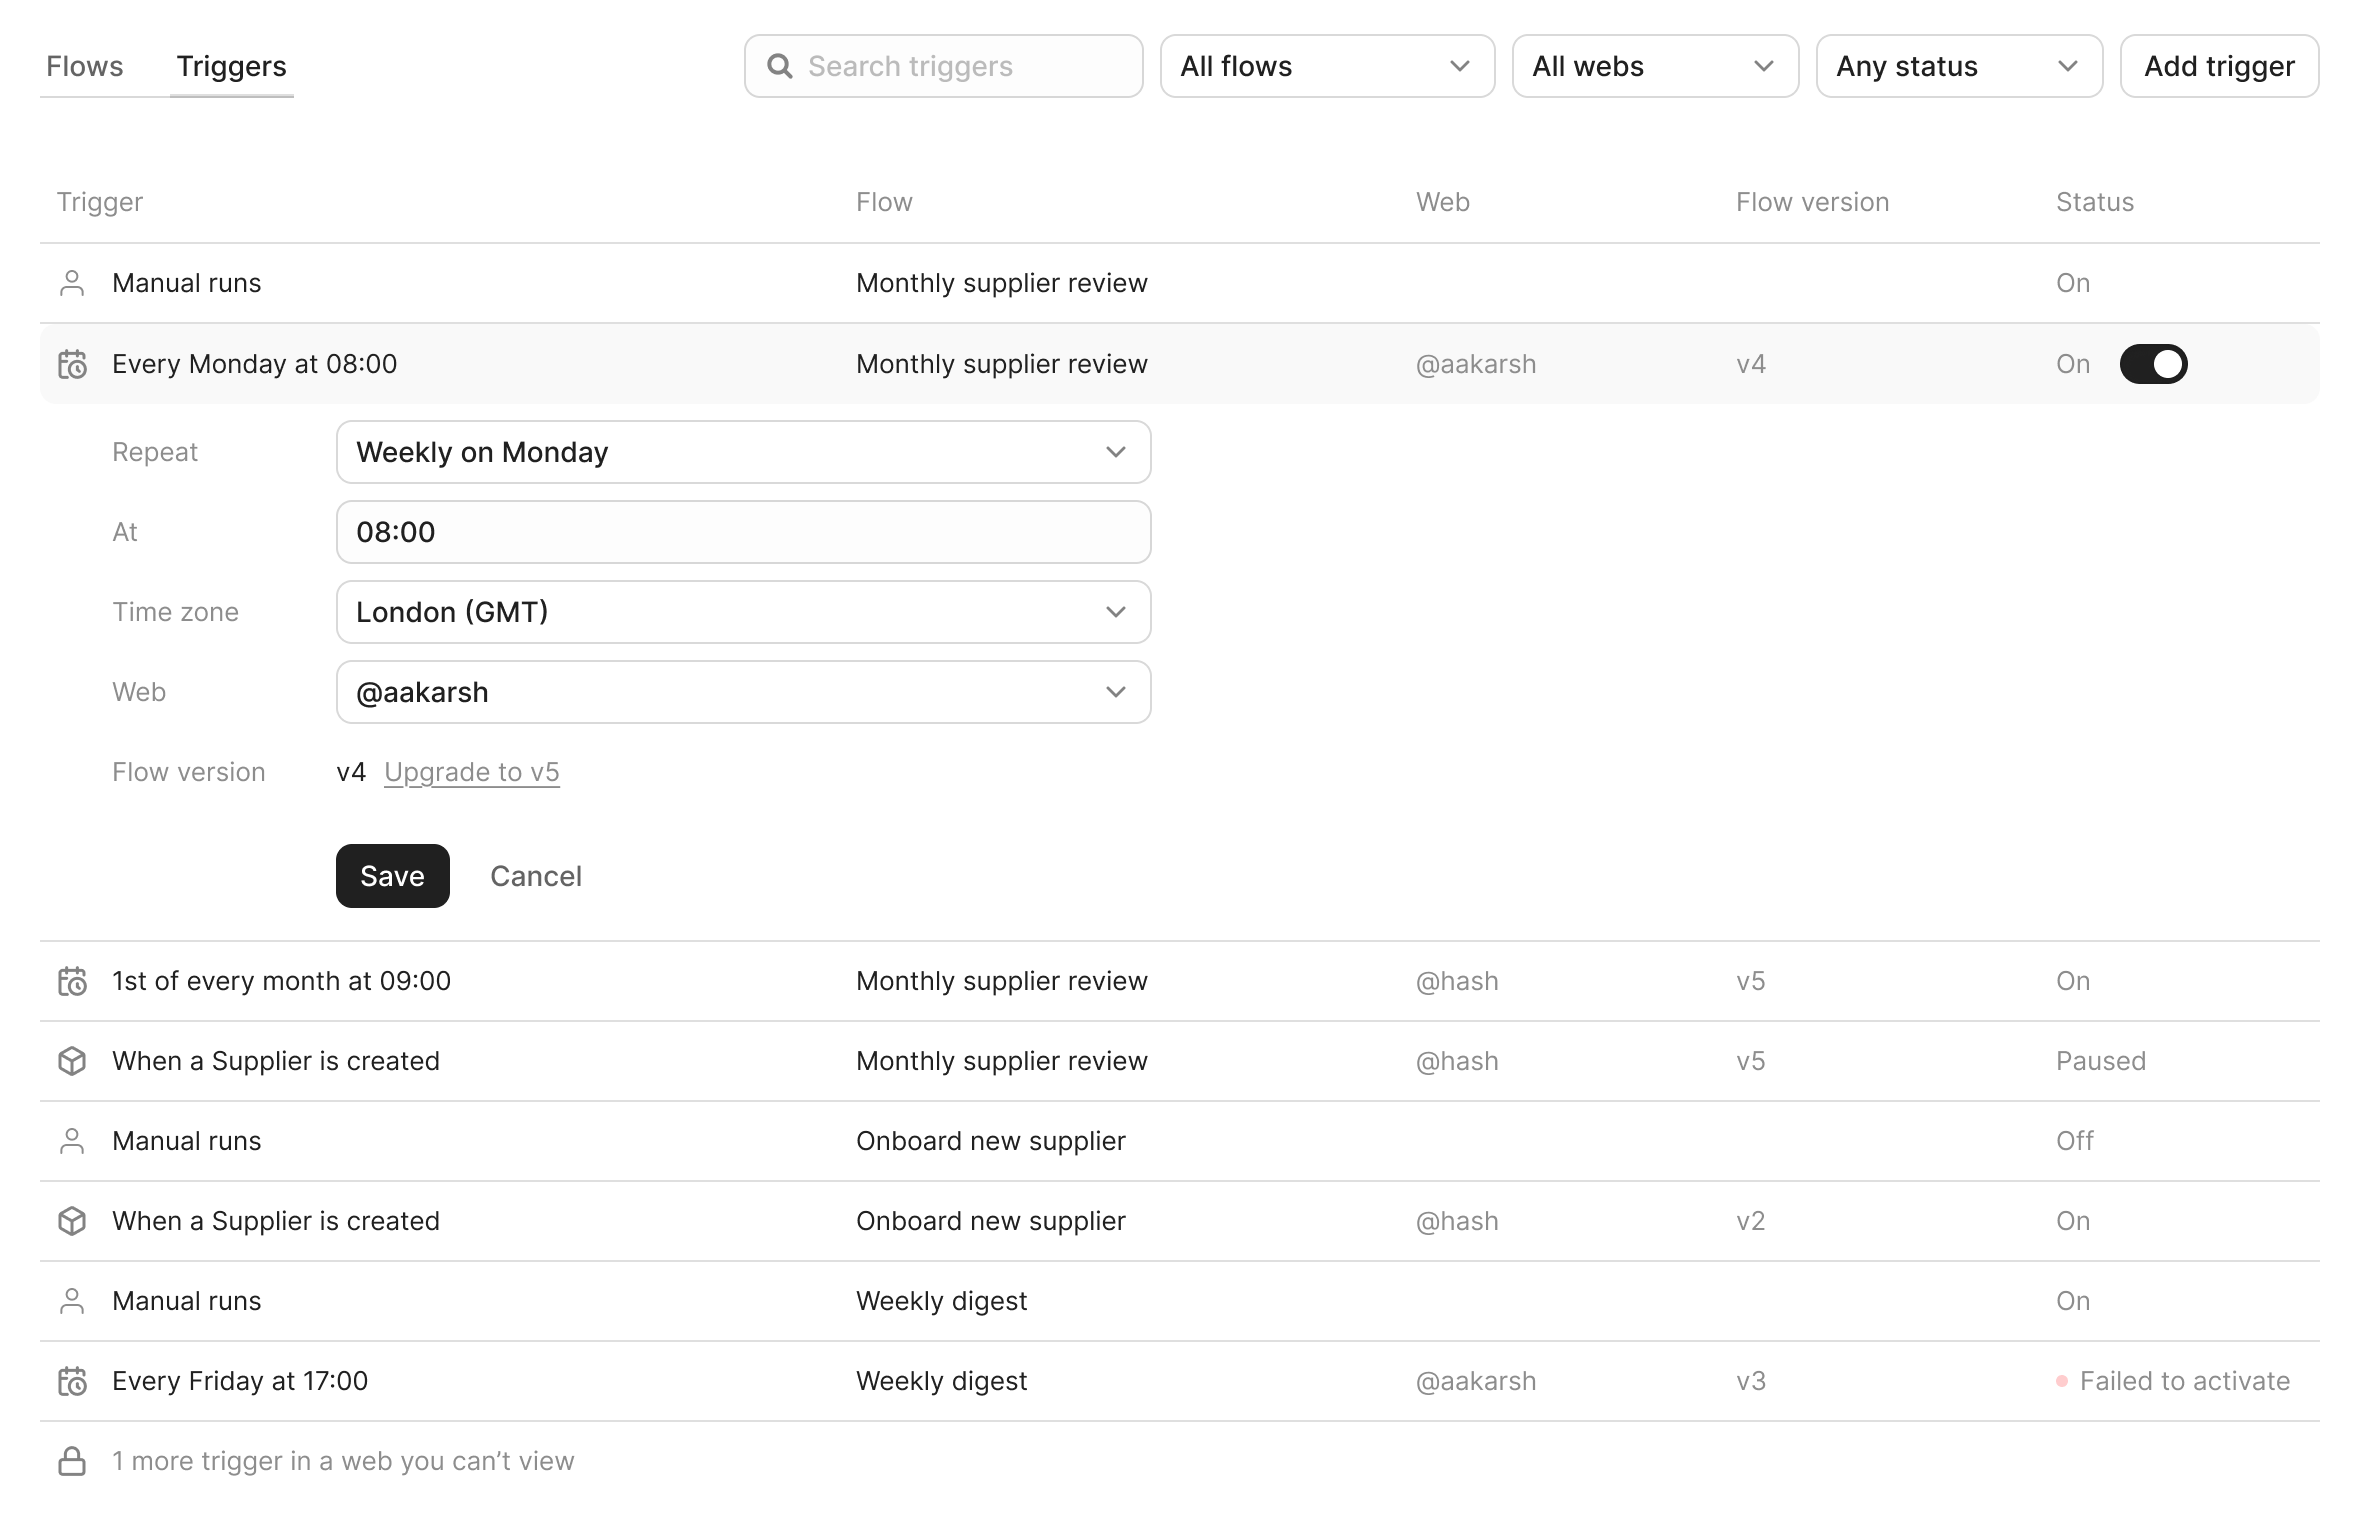 Flows Triggers Search triggers All flows All webs Any status Add trigger
Trigger Flow Web Flow version Status
Manual runs Monthly supplier review On
Every Monday at 08:00 Monthly supplier review @aakarsh v4 On
Repeat Weekly on Monday
At 08:00
Time zone London (GMT)
Web @aakarsh
Flow version v4 Upgrade to v5
Save Cancel
1st of every month at 09:00 Monthly supplier review @hash v5 On
When a Supplier is created Monthly supplier review @hash v5 Paused
Manual runs Onboard new supplier Off
When a Supplier is created Onboard new supplier @hash v2 On
Manual runs Weekly digest On
Every Friday at 17:00 Weekly digest @aakarsh v3 Failed to activate
1 more trigger in a web you can’t view